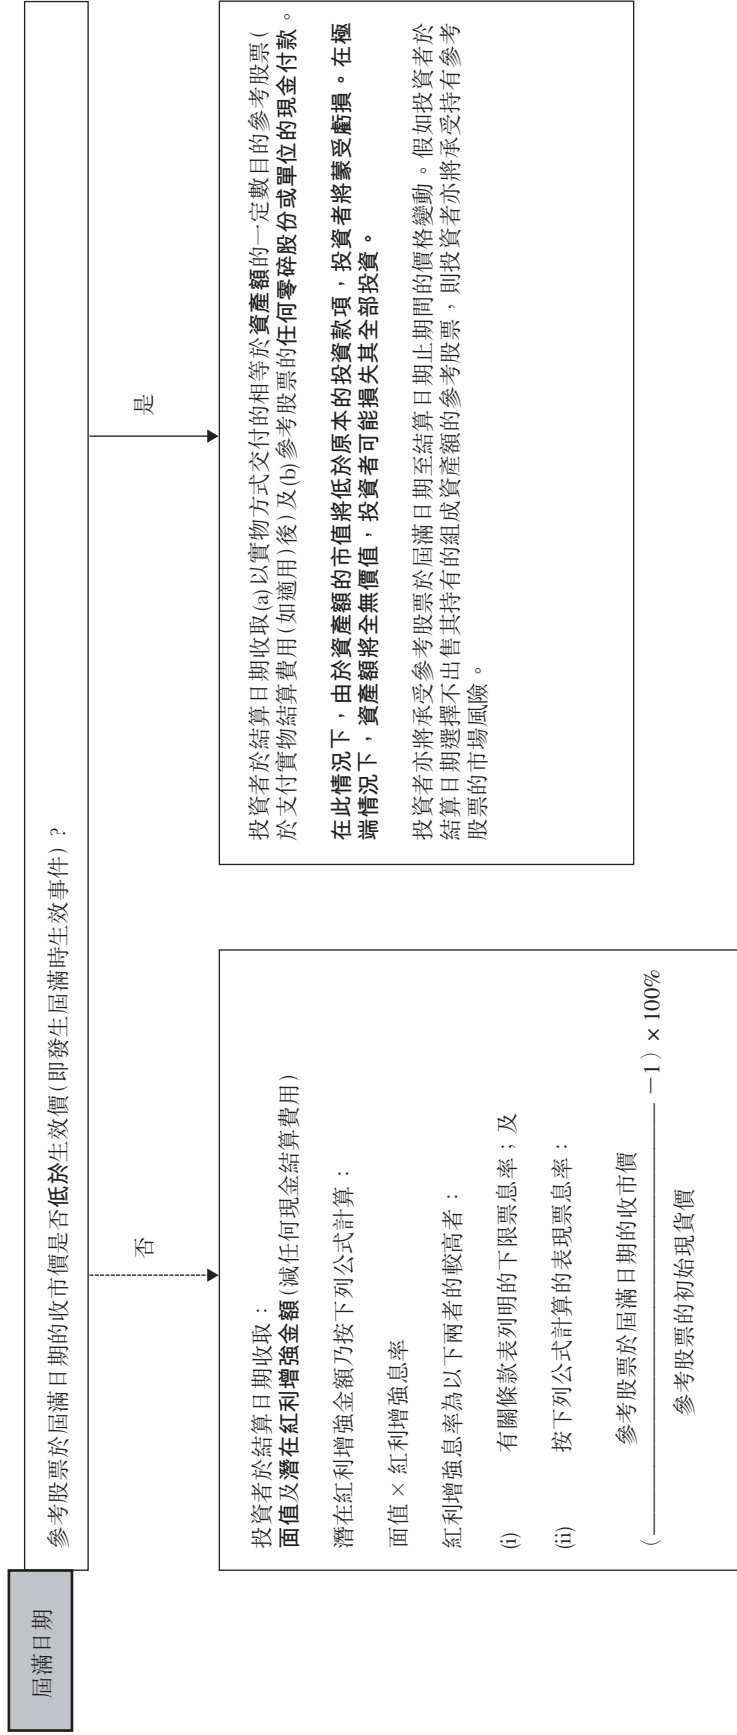 屆滿日期
參考股票於屆滿日期的收市價是否低於生效價(即發生屆滿時生效事件)?
否
是
投資者於結算日期收取：
面值及潛在紅利增強金額(減任何現金結算費用)
潛在紅利增強金額乃按下列公式計算：
面值 × 紅利增強息率
紅利增強息率為以下兩者的較高者：
(i) 有關條款表列明的下限票息率；及
(ii) 按下列公式計算的表現票息率：
參考股票於屆滿日期的收市價
( －1) × 100%
參考股票的初始現貨價
投資者於結算日期收取(a)以實物方式交付的相等於資產額的一定數目的參考股票(
於支付實物結算費用(如適用)後)及(b)參考股票的任何零碎股份或單位的現金付款。
在此情況下，由於資產額的市值將低於原本的投資款項，投資者將蒙受虧損。在極
端情況下，資產額將全無價值，投資者可能損失其全部投資。
投資者亦將承受參考股票於屆滿日期至結算日期止期間的價格變動。假如投資者於
結算日期選擇不出售其持有的組成資產額的參考股票，則投資者亦將承受持有參考
股票的市場風險。